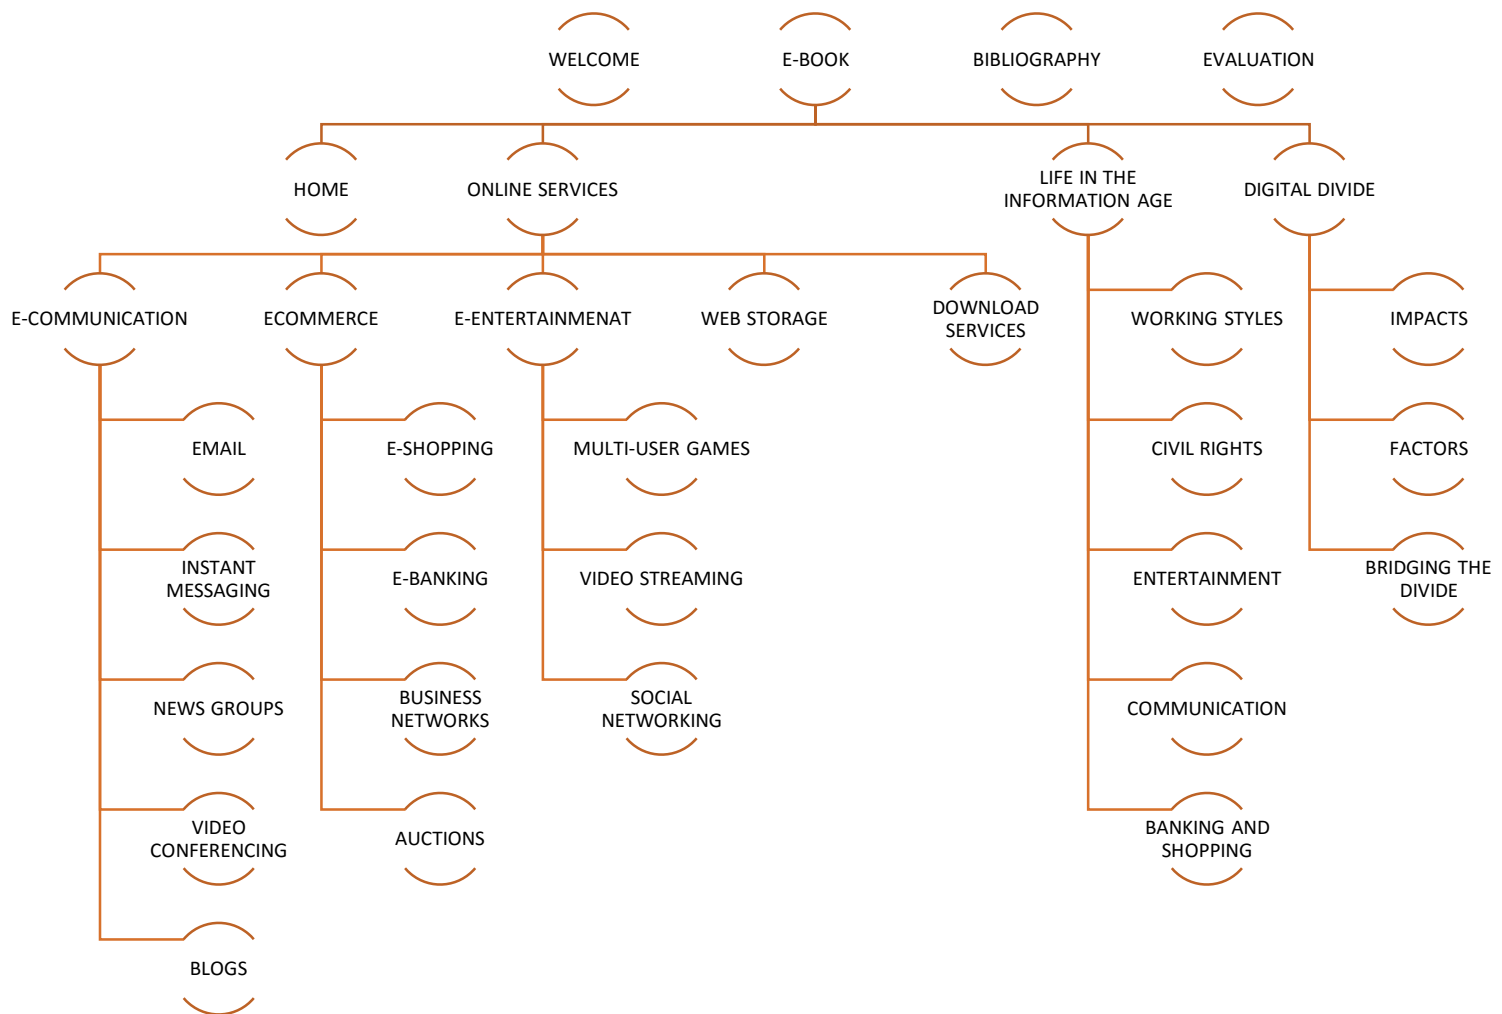 WELCOME
E-BOOK
BIBLIOGRAPHY
EVALUATION
HOME
ONLINE SERVICES
LIFE IN THE
INFORMATION AGE
DIGITAL DIVIDE
E-COMMUNICATION
ECOMMERCE
E-ENTERTAINMENAT
WEB STORAGE
DOWNLOAD
SERVICES
WORKING STYLES
IMPACTS
EMAIL
E-SHOPPING
MULTI-USER GAMES
CIVIL RIGHTS
FACTORS
INSTANT
MESSAGING
E-BANKING
VIDEO STREAMING
ENTERTAINMENT
BRIDGING THE
DIVIDE
NEWS GROUPS
BUSINESS
NETWORKS
SOCIAL
NETWORKING
COMMUNICATION
VIDEO
CONFERENCING
AUCTIONS
BANKING AND
SHOPPING
BLOGS